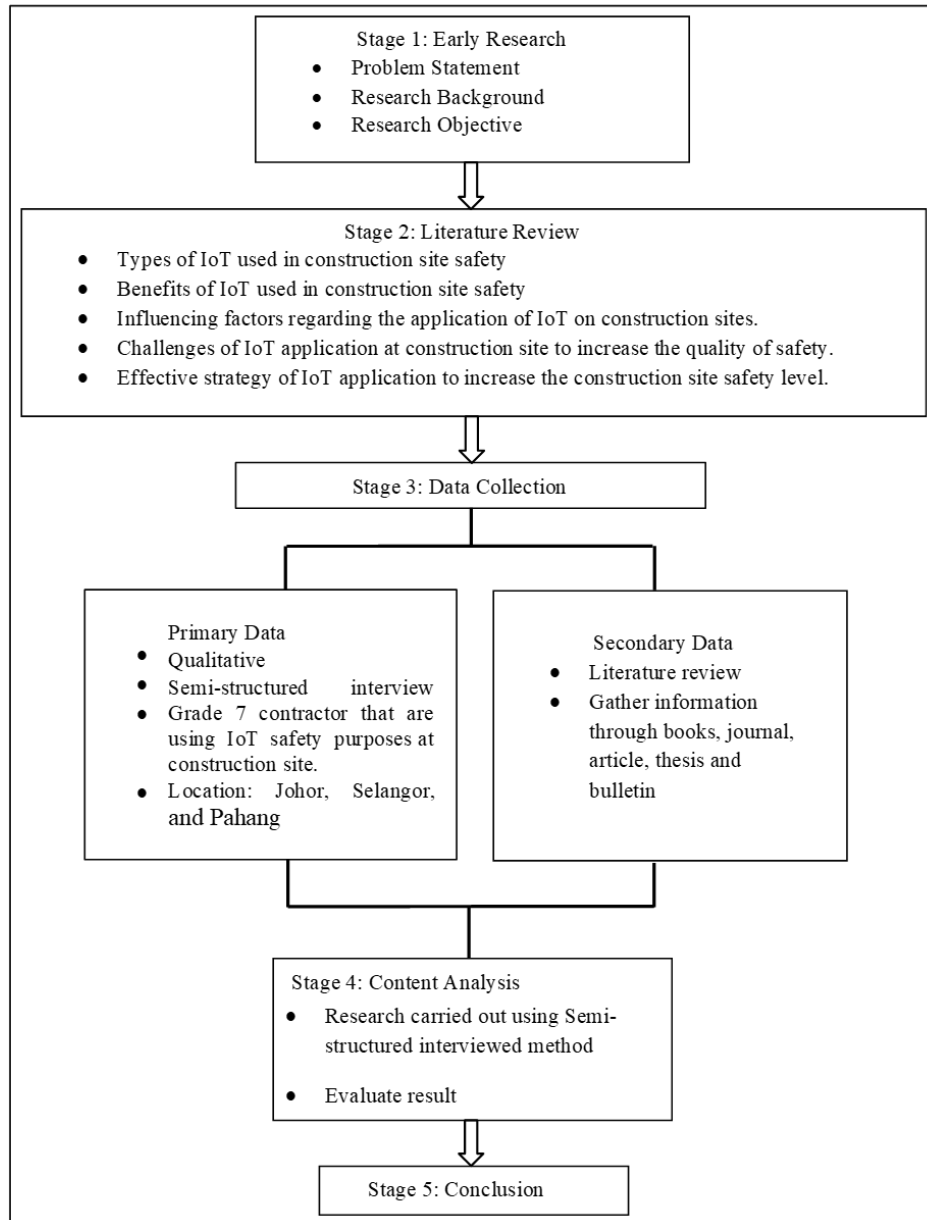 Stage 1: Early Research
● Problem Statement
● Research Background
● Research Objective
Stage 2: Literature Review
● Types of IoT used in construction site safety
● Benefits of IoT used in construction site safety
● Influencing factors regarding the application of IoT on construction sites.
● Challenges of IoT application at construction site to increase the quality of safety.
● Effective strategy of IoT application to increase the construction site safety level.
Stage 3: Data Collection
Primary Data
● Qualitative
● Semi-structured interview
● Grade 7 contractor that are
using IoT safety purposes at
construction site.
● Location: Johor, Selangor,
and Pahang
Secondary Data
● Literature review
● Gather information
through books, journal,
article, thesis and
bulletin
Stage 4: Content Analysis
● Research carried out using Semi-
structured interviewed method
● Evaluate result
Stage 5: Conclusion